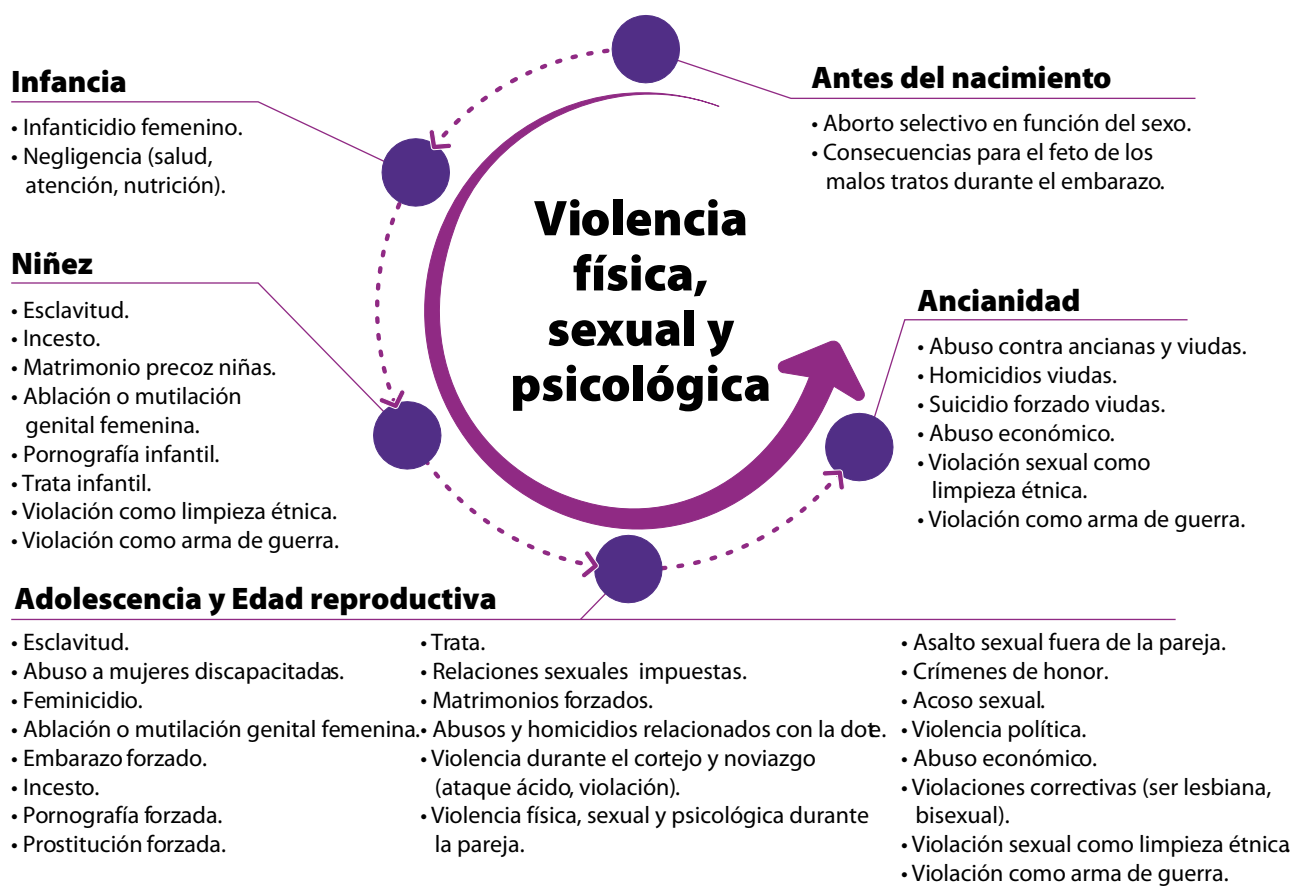 Antes del nacimiento
• Aborto selectivo en función del sexo.
• Consecuencias para el feto de los
malos tratos durante el embarazo.
Infancia
• Infanticidio femenino.
• Negligencia (salud,
atención, nutrición).
Violencia
física,
sexual y
psicológica
Niñez
• Esclavitud.
• Incesto.
• Matrimonio precoz niñas.
• Ablación o mutilación
genital femenina.
• Pornografía infantil.
• Trata infantil.
• Violación como limpieza étnica.
• Violación como arma de guerra.
Ancianidad
• Abuso contra ancianas y viudas.
• Homicidios viudas.
• Suicidio forzado viudas.
• Abuso económico.
• Violación sexual como
limpieza étnica.
• Violación como arma de guerra.
Adolescencia y Edad reproductiva
• Esclavitud.
• Abuso a mujeres discapacitadas.
• Feminicidio.
• Ablación o mutilación genital femenina.
• Embarazo forzado.
• Incesto.
• Pornografía forzada.
• Prostitución forzada.
• Trata.
• Relaciones sexuales impuestas.
• Matrimonios forzados.
• Abusos y homicidios relacionados con la dote.
• Violencia durante el cortejo y noviazgo
(ataque ácido, violación).
• Violencia física, sexual y psicológica durante
la pareja.
• Asalto sexual fuera de la pareja.
• Crímenes de honor.
• Acoso sexual.
• Violencia política.
• Abuso económico.
• Violaciones correctivas (ser lesbiana,
bisexual).
• Violación sexual como limpieza étnica
• Violación como arma de guerra.